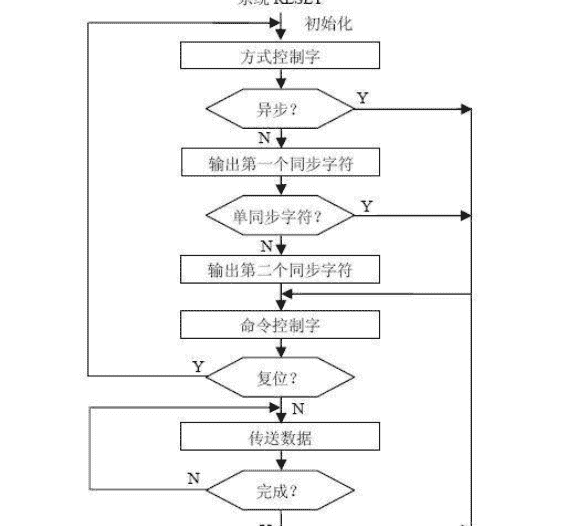 初始化
方式控制字
异步?
Y
N
输出第一个同步字符
单同步字符?
Y
N
输出第二个同步字符
命令控制字
Y
复位?
N
传送数据
N
完成?